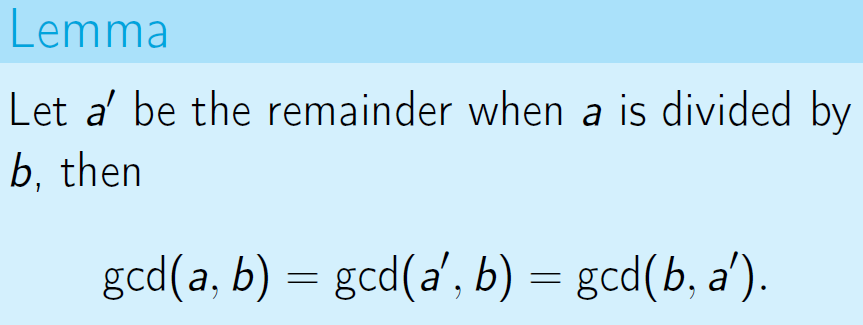 Lemma
Let a′ be the remainder when a is divided by
b, then
gcd(a, b) = gcd(a′, b) = gcd(b, a′).